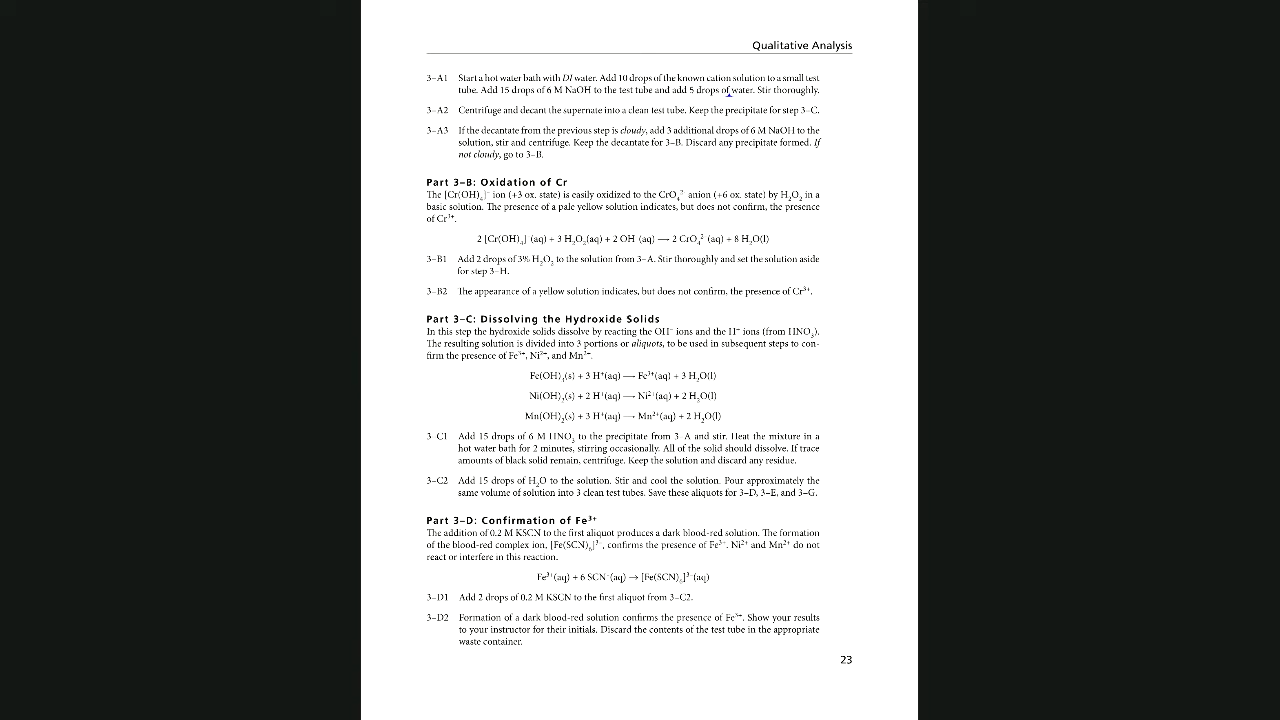 Qualitative Analysis
3–A1 Start a hot water bath with DI water. Add 10 drops of the known cation solution to a small test
tube. Add 15 drops of 6 M NaOH to the test tube and add 5 drops of water. Stir thoroughly.
3–A2 Centrifuge and decant the supernate into a clean test tube. Keep the precipitate for step 3–C.
3–A3 If the decantate from the previous step is cloudy, add 3 additional drops of 6 M NaOH to the
solution, stir and centrifuge. Keep the decantate for 3–B. Discard any precipitate formed. If
not cloudy, go to 3–B.
Part 3–B: Oxidation of Cr
The [Cr(OH)₄]⁻ ion (+3 ox. state) is easily oxidized to the CrO₄²⁻ anion (+6 ox. state) by H₂O₂ in a
basic solution. The presence of a pale yellow solution indicates, but does not confirm, the presence
of Cr³⁺.
2 [Cr(OH)₄]⁻(aq) + 3 H₂O₂(aq) + 2 OH⁻(aq) → 2 CrO₄²⁻(aq) + 8 H₂O(l)
3–B1 Add 2 drops of 3% H₂O₂ to the solution from 3–A. Stir thoroughly and set the solution aside
for step 3–H.
3–B2 The appearance of a yellow solution indicates, but does not confirm, the presence of Cr³⁺.
Part 3–C: Dissolving the Hydroxide Solids
In this step the hydroxide solids dissolve by reacting the OH⁻ ions and the H⁺ ions (from HNO₃).
The resulting solution is divided into 3 portions or aliquots, to be used in subsequent steps to con-
firm the presence of Fe³⁺, Ni²⁺, and Mn²⁺.
Fe(OH)₃(s) + 3 H⁺(aq) → Fe³⁺(aq) + 3 H₂O(l)
Ni(OH)₂(s) + 2 H⁺(aq) → Ni²⁺(aq) + 2 H₂O(l)
Mn(OH)₂(s) + 3 H⁺(aq) → Mn²⁺(aq) + 2 H₂O(l)
3–C1 Add 15 drops of 6 M HNO₃ to the precipitate from 3–A and stir. Heat the mixture in a
hot water bath for 2 minutes, stirring occasionally. All of the solid should dissolve. If trace
amounts of black solid remain, centrifuge. Keep the solution and discard any residue.
3–C2 Add 15 drops of H₂O to the solution. Stir and cool the solution. Pour approximately the
same volume of solution into 3 clean test tubes. Save these aliquots for 3–D, 3–E, and 3–G.
Part 3–D: Confirmation of Fe³⁺
The addition of 0.2 M KSCN to the first aliquot produces a dark blood-red solution. The formation
of the blood-red complex ion, [Fe(SCN)₆]³⁻, confirms the presence of Fe³⁺. Ni²⁺ and Mn²⁺ do not
react or interfere in this reaction.
Fe³⁺(aq) + 6 SCN⁻(aq) → [Fe(SCN)₆]³⁻(aq)
3–D1 Add 2 drops of 0.2 M KSCN to the first aliquot from 3–C2.
3–D2 Formation of a dark blood-red solution confirms the presence of Fe³⁺. Show your results
to your instructor for their initials. Discard the contents of the test tube in the appropriate
waste container.
23